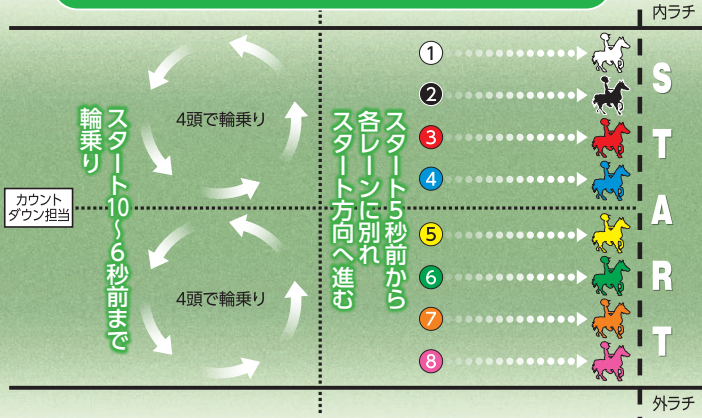 内ラチ
スタート10〜6秒前まで
輪乗り
4頭で輪乗り
4頭で輪乗り
カウント
ダウン担当
スタート5秒前から
各レーンに別れ
スタート方向へ進む
1
2
3
4
5
6
7
8
START
外ラチ